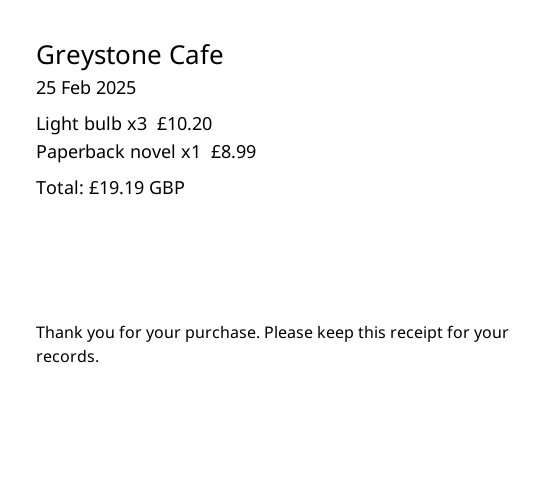 Greystone Cafe
25 Feb 2025
Light bulb x3  £10.20
Paperback novel x1  £8.99
Total: £19.19 GBP
Thank you for your purchase. Please keep this receipt for your
records.